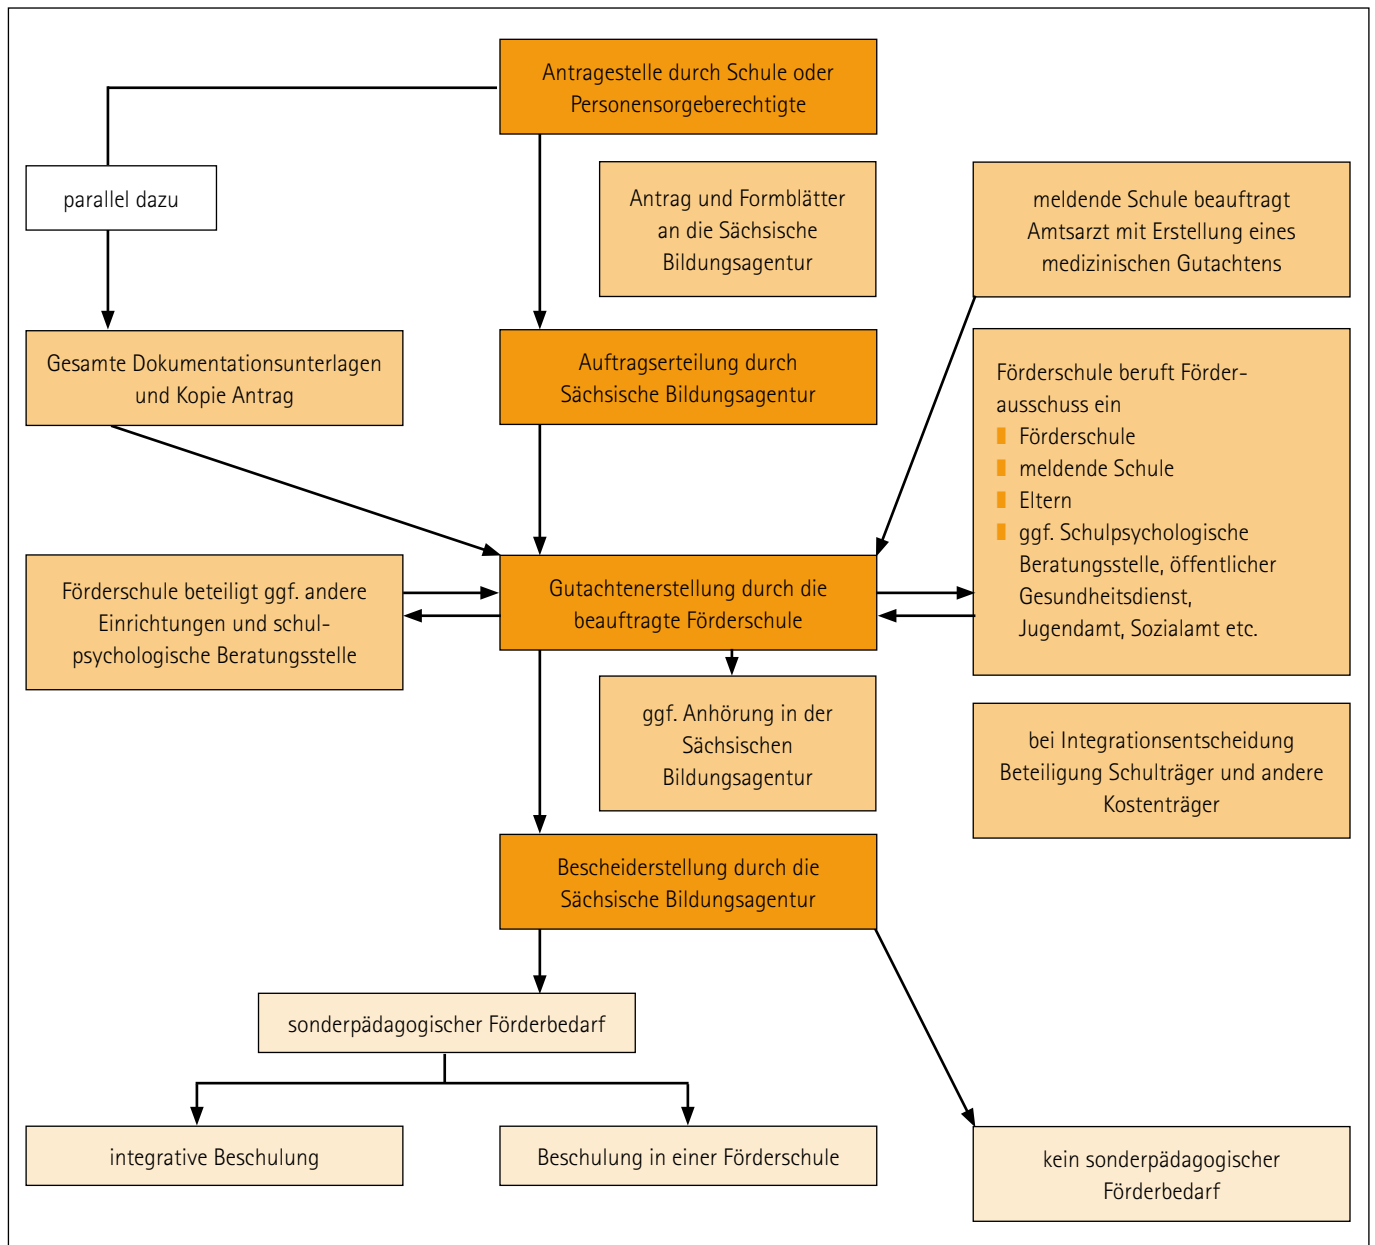 Antragestelle durch Schule oder
Personensorgeberechtigte
parallel dazu
Antrag und Formblätter
an die Sächsische
Bildungsagentur
meldende Schule beauftragt
Amtsarzt mit Erstellung eines
medizinischen Gutachtens
Gesamte Dokumentationsunterlagen
und Kopie Antrag
Auftragserteilung durch
Sächsische Bildungsagentur
Förderschule beruft Förder-
ausschuss ein
Förderschule
meldende Schule
Eltern
ggf. Schulpsychologische
Beratungsstelle, öffentlicher
Gesundheitsdienst,
Jugendamt, Sozialamt etc.
Förderschule beteiligt ggf. andere
Einrichtungen und schul-
psychologische Beratungsstelle
Gutachtenerstellung durch die
beauftragte Förderschule
ggf. Anhörung in der
Sächsischen
Bildungsagentur
bei Integrationsentscheidung
Beteiligung Schulträger und andere
Kostenträger
Bescheiderstellung durch die
Sächsische Bildungsagentur
sonderpädagogischer Förderbedarf
integrative Beschulung
Beschulung in einer Förderschule
kein sonderpädagogischer
Förderbedarf